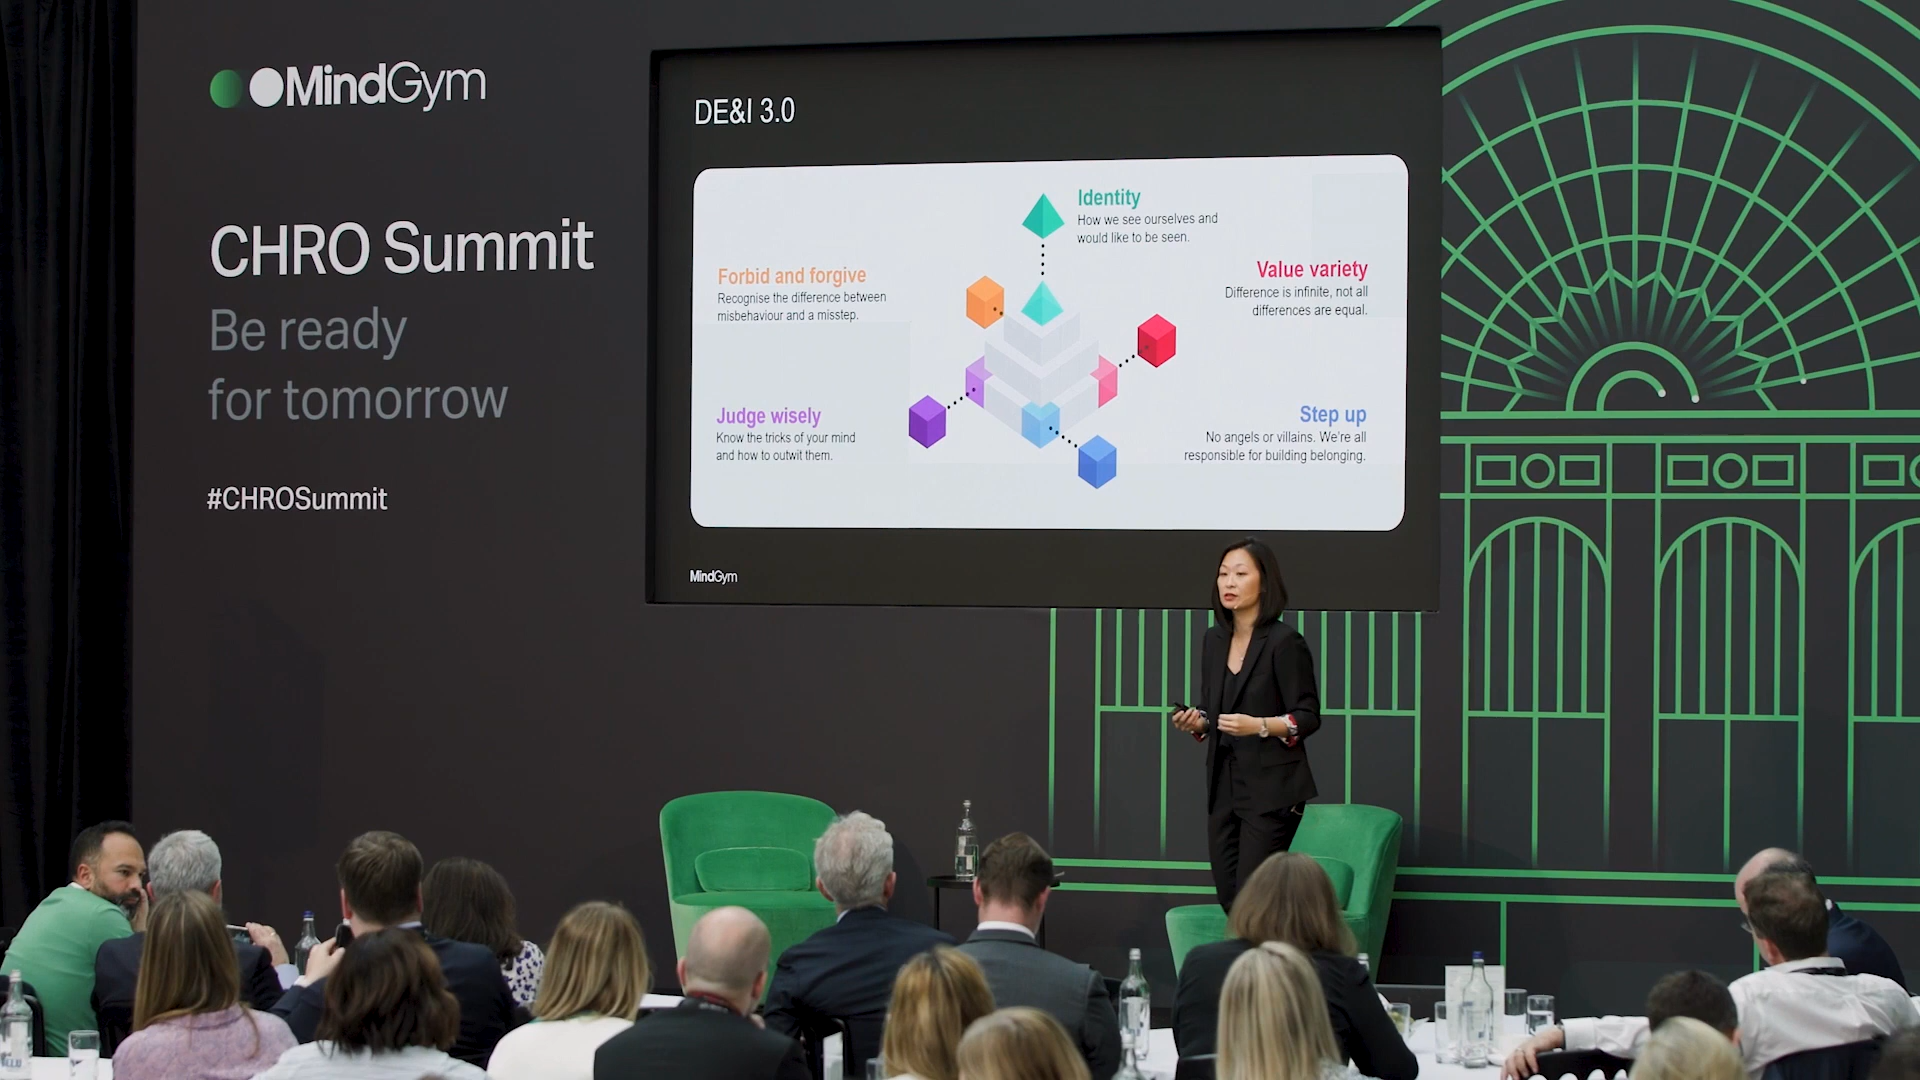 MindGym
CHRO Summit
Be ready
for tomorrow
#CHROSummit
DE&I 3.0
Identity
How we see ourselves and
would like to be seen.
Forbid and forgive
Recognise the difference between
misbehaviour and a misstep.
Value variety
Difference is infinite, not all
differences are equal.
Judge wisely
Know the tricks of your mind
and how to outwit them.
Step up
No angels or villains. We're all
responsible for building belonging.
MindGym